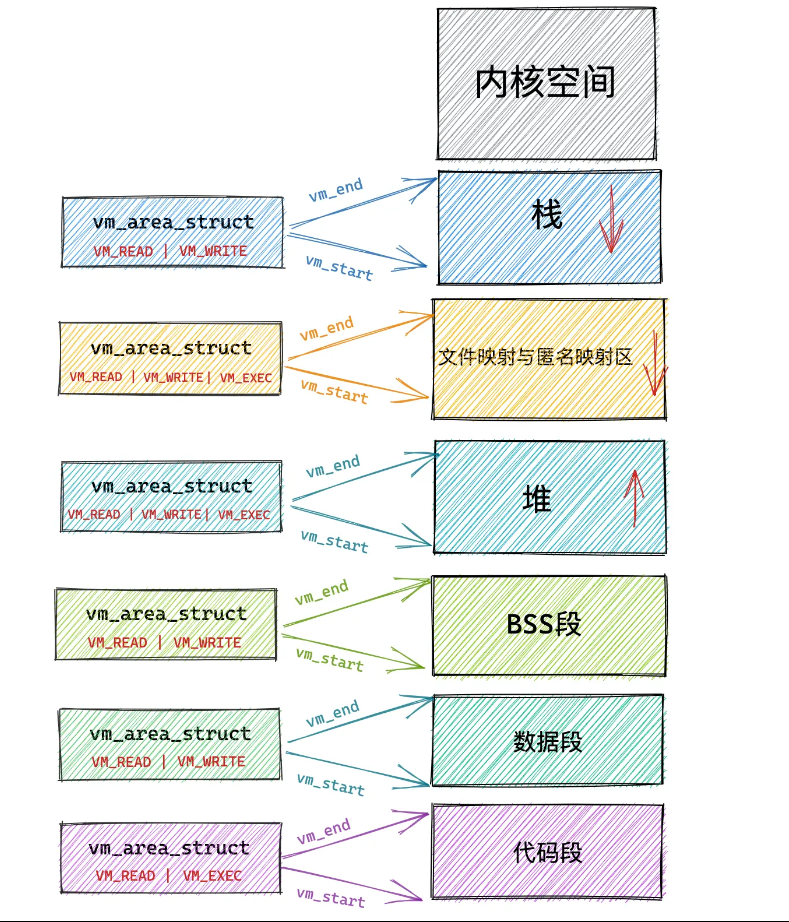 内核空间
vm_end
栈
vm_area_struct
VM_READ | VM_WRITE
vm_start
vm_end
文件映射与匿名映射区
vm_area_struct
VM_READ | VM_WRITE| VM_EXEC
vm_start
vm_end
堆
vm_area_struct
VM_READ | VM_WRITE| VM_EXEC
vm_start
vm_end
BSS段
vm_area_struct
VM_READ | VM_WRITE
vm_start
vm_end
数据段
vm_area_struct
VM_READ | VM_WRITE
vm_start
vm_end
代码段
vm_area_struct
VM_READ | VM_EXEC
vm_start